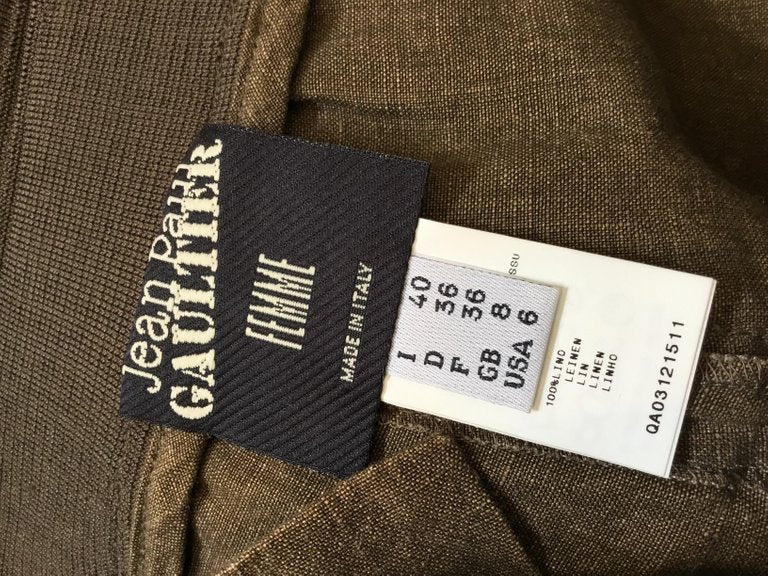 Jean Paul
GAULTIER
FEMME
MADE IN ITALY
I 40
D 36
F 36
GB 8
USA 6
SSU
100%LINO
LEINEN
LIN
LINEN
LINHO
QA03121511